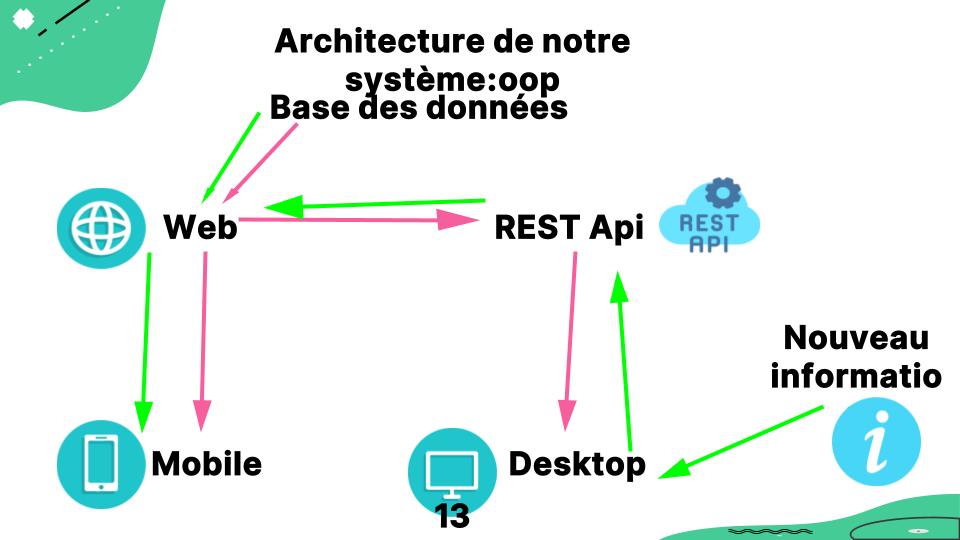 Architecture de notre
système:oop
Base des données
Web
REST Api
REST
API
Nouveau
informatio
Mobile
Desktop
i
13